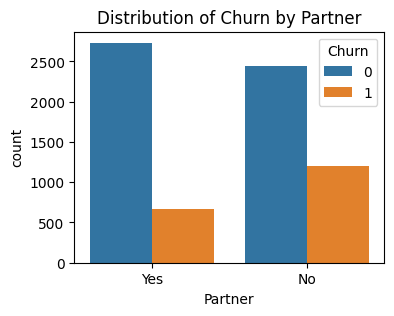 Distribution of Churn by Partner
Churn
0
1
2500
2000
1500
1000
500
0
count
Yes
No
Partner